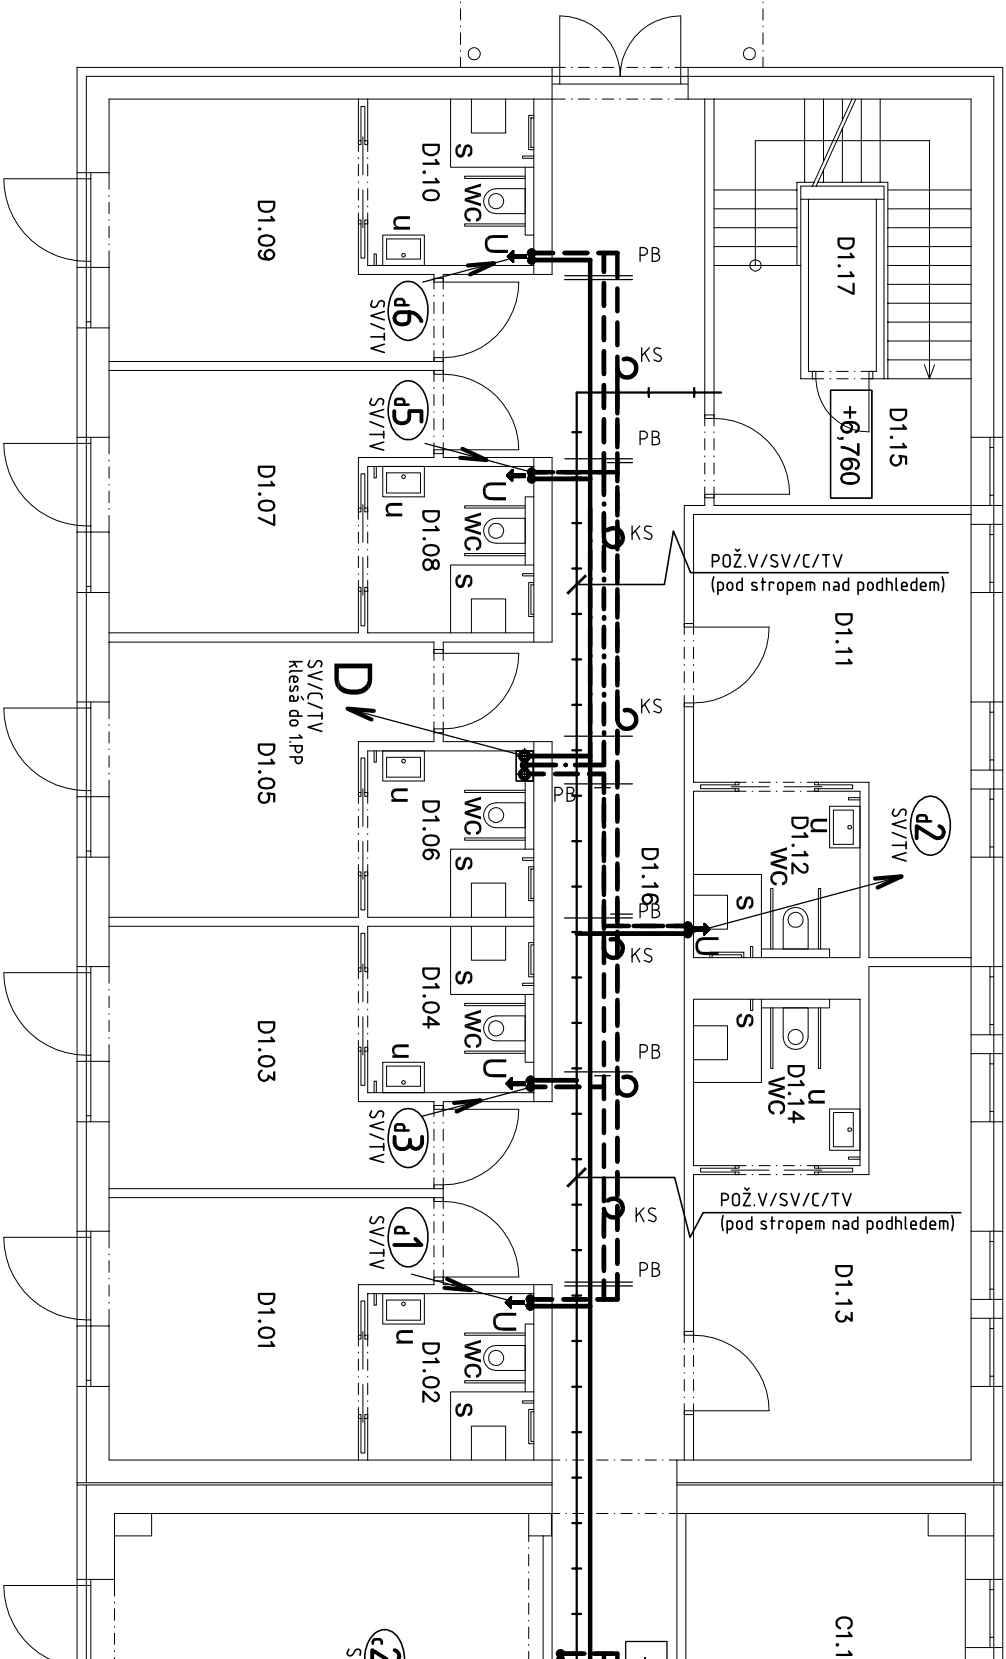 PB
D1.10
s
WC
u
U
D1.09
d6
SV/TV
D1.17
KS
PB
+6,760
D1.15
d5
SV/TV
D1.07
u
U
WC
D1.08
s
KS
POŽ.V/SV/C/TV
(pod stropem nad podhledem)
D1.11
KS
D
SV/C/TV
klesá do 1.PP
D1.05
u
WC
D1.06
s
PB
D1.16
PB
KS
d2
SV/TV
u
D1.12
WC
s
U
D1.03
D1.04
s
WC
u
U
d3
SV/TV
PB
s
D1.14
WC
u
POŽ.V/SV/C/TV
(pod stropem nad podhledem)
KS
PB
d1
SV/TV
D1.01
u
U
WC
D1.02
s
D1.13
C1.1
c2
S